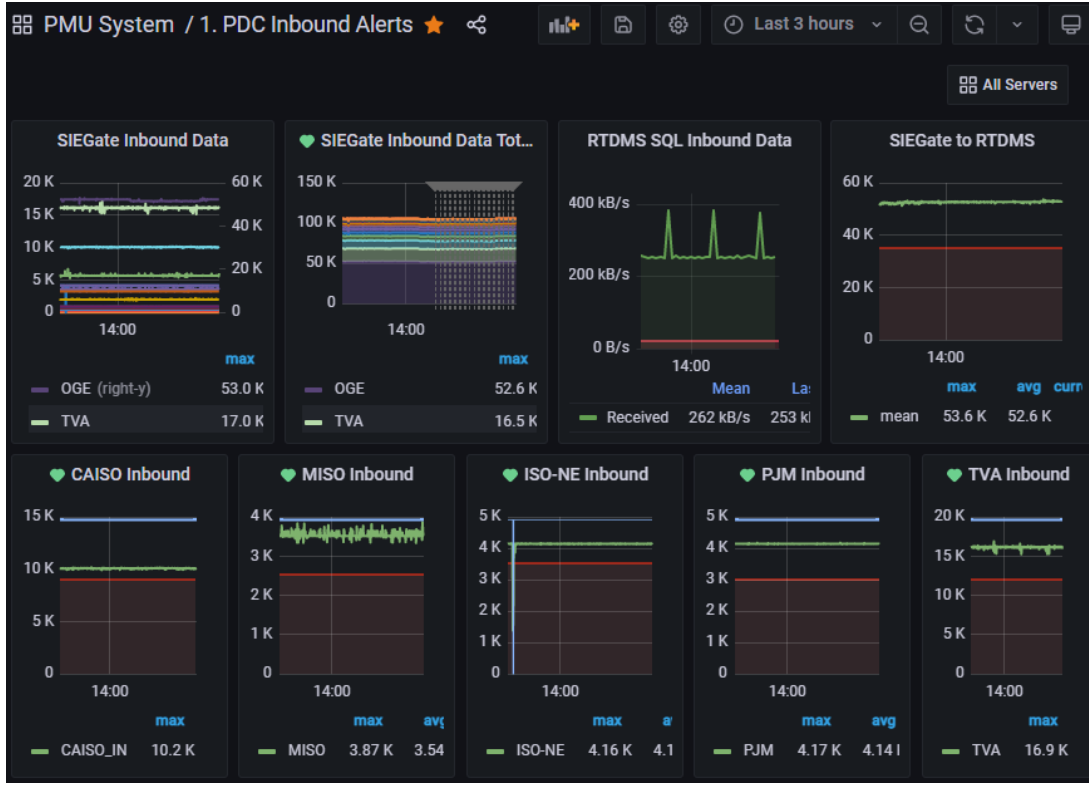 PMU System / 1. PDC Inbound Alerts
Last 3 hours
All Servers
SIEGate Inbound Data
20 K
15 K
10 K
5 K
0
60 K
40 K
20 K
0
14:00
max
OGE (right-y) 53.0 K
TVA 17.0 K
SIEGate Inbound Data Tot...
150 K
100 K
50 K
0
14:00
max
OGE 52.6 K
TVA 16.5 K
RTDMS SQL Inbound Data
400 kB/s
200 kB/s
0 B/s
14:00
Mean La
Received 262 kB/s 253 k
SIEGate to RTDMS
60 K
40 K
20 K
0
14:00
max avg curr
mean 53.6 K 52.6 K
CAISO Inbound
15 K
10 K
5 K
0
14:00
max
CAISO_IN 10.2 K
MISO Inbound
4 K
3 K
2 K
1 K
0
14:00
max avg
MISO 3.87 K 3.54
ISO-NE Inbound
5 K
4 K
3 K
2 K
1 K
0
14:00
max a
ISO-NE 4.16 K 4.1
PJM Inbound
5 K
4 K
3 K
2 K
1 K
0
14:00
max avg
PJM 4.17 K 4.14
TVA Inbound
20 K
15 K
10 K
5 K
0
14:00
max
TVA 16.9 K